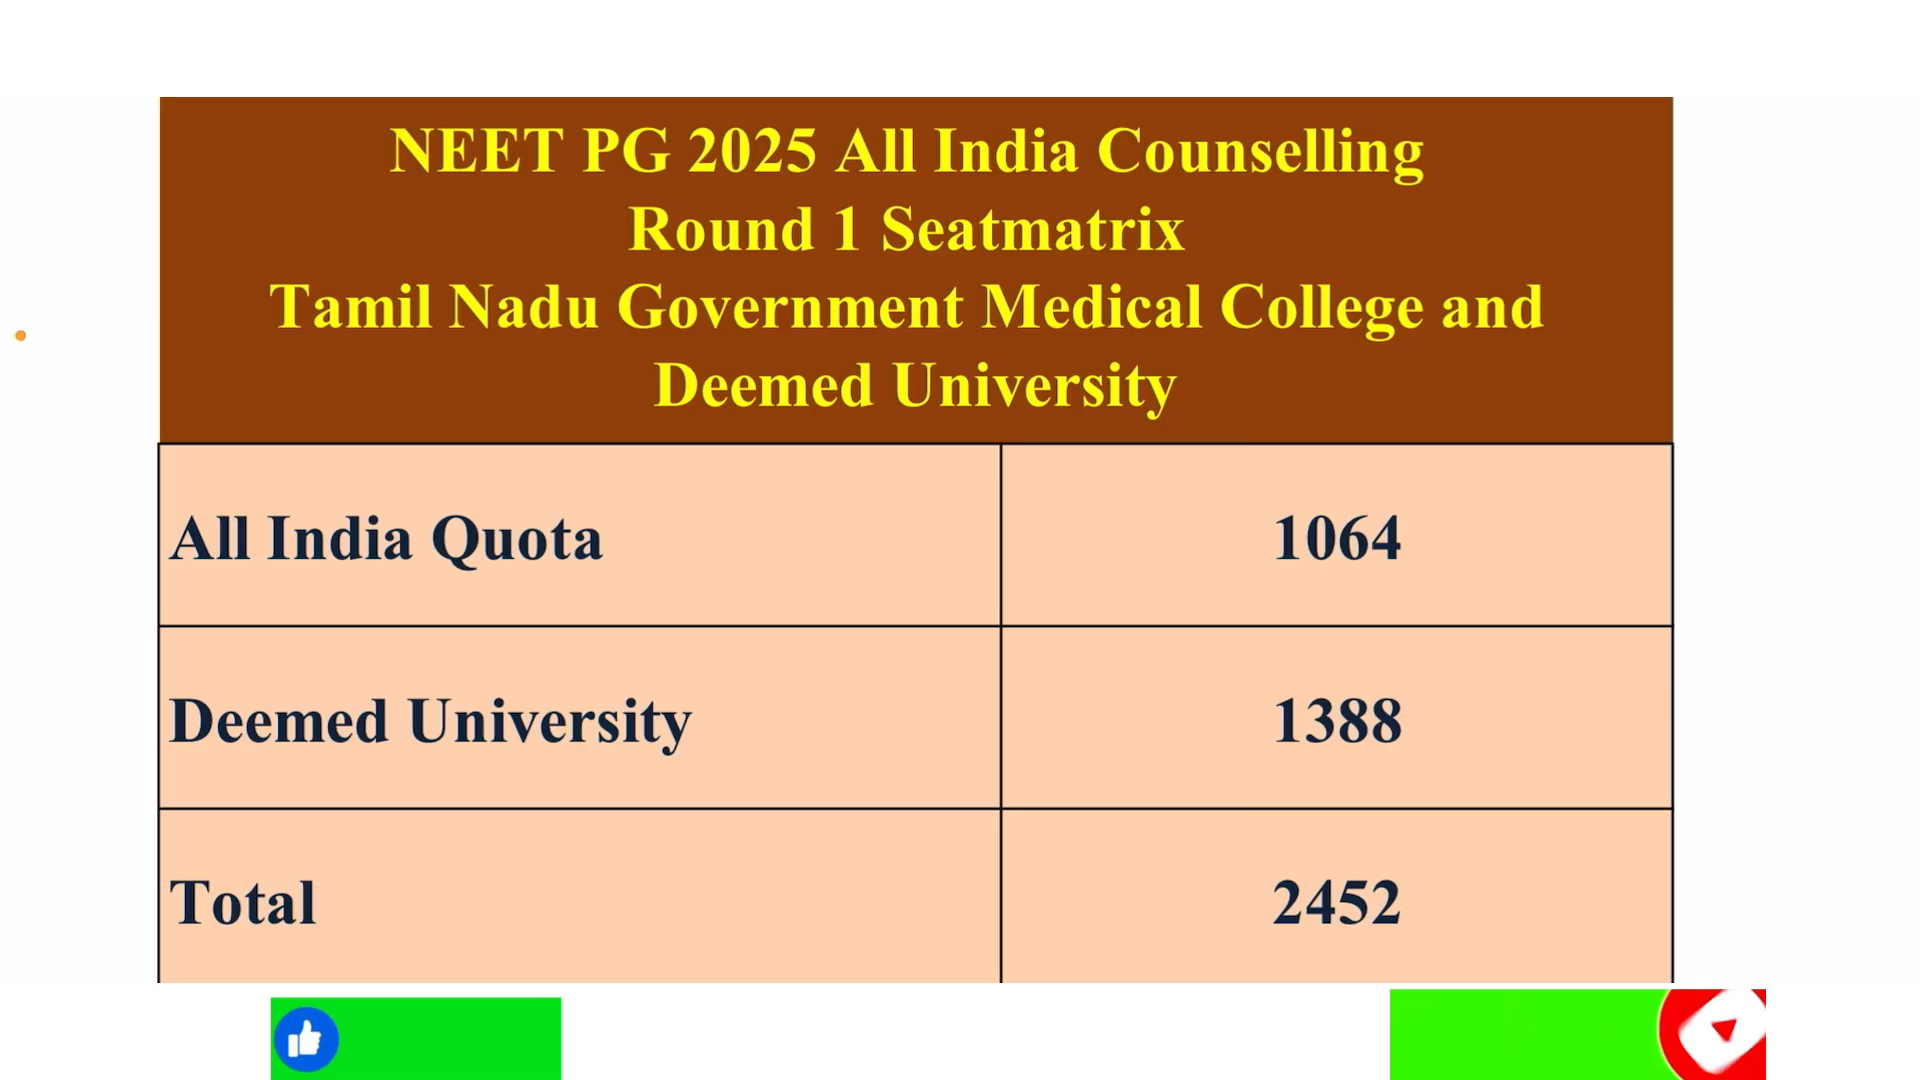 NEET PG 2025 All India Counselling
Round 1 Seatmatrix
Tamil Nadu Government Medical College and
Deemed University
All India Quota 1064
Deemed University 1388
Total 2452